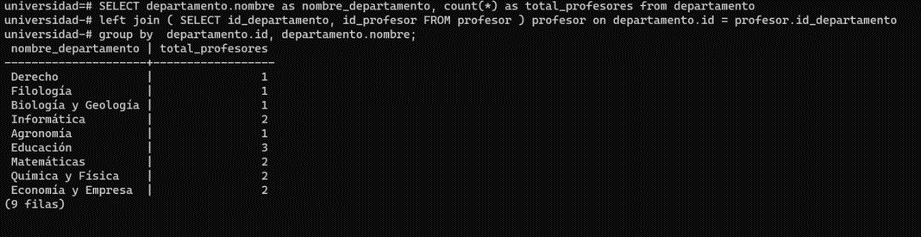 universidad=# SELECT departamento.nombre as nombre_departamento, count(*) as total_profesores from departamento
universidad-# left join ( SELECT id_departamento, id_profesor FROM profesor ) profesor on departamento.id = profesor.id_departamento
universidad-# group by  departamento.id, departamento.nombre;
 nombre_departamento | total_profesores
---------------------+------------------
 Derecho             |                1
 Filología           |                1
 Biología y Geología |                1
 Informática         |                2
 Agronomía           |                1
 Educación           |                3
 Matemáticas         |                2
 Química y Física    |                2
 Economía y Empresa  |                2
(9 filas)